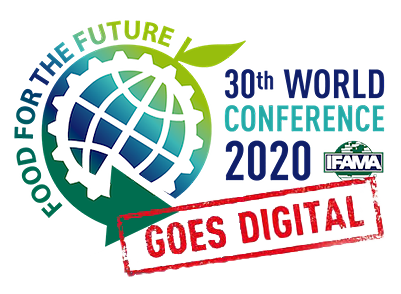 FOOD FOR THE FUTURE
30th WORLD
CONFERENCE
2020
IFAMA
GOES DIGITAL